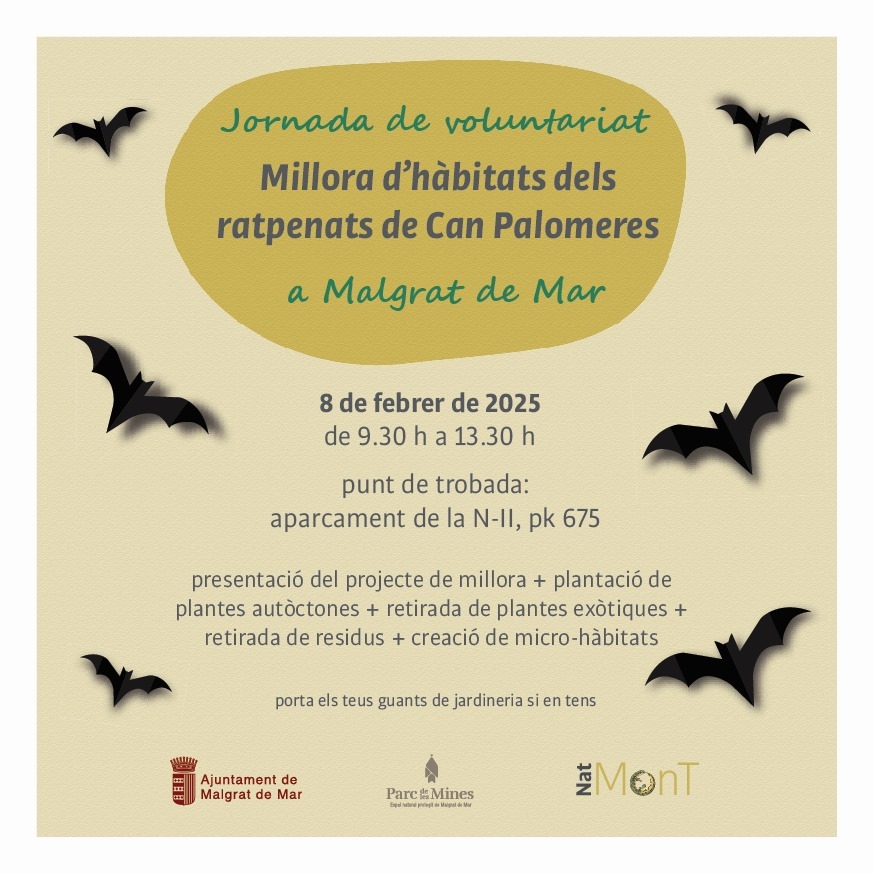 Jornada de voluntariat
Millora d'hàbitats dels
ratpenats de Can Palomeres
a Malgrat de Mar
8 de febrer de 2025
de 9.30 h a 13.30 h
punt de trobada:
aparcament de la N-II, pk 675
presentació del projecte de millora + plantació de
plantes autòctones + retirada de plantes exòtiques +
retirada de residus + creació de micro-hàbitats
porta els teus guants de jardineria si en tens
Ajuntament de
Malgrat de Mar
Parc de les Mines
Espai natural protegit de Malgrat de Mar
Nat
MonT